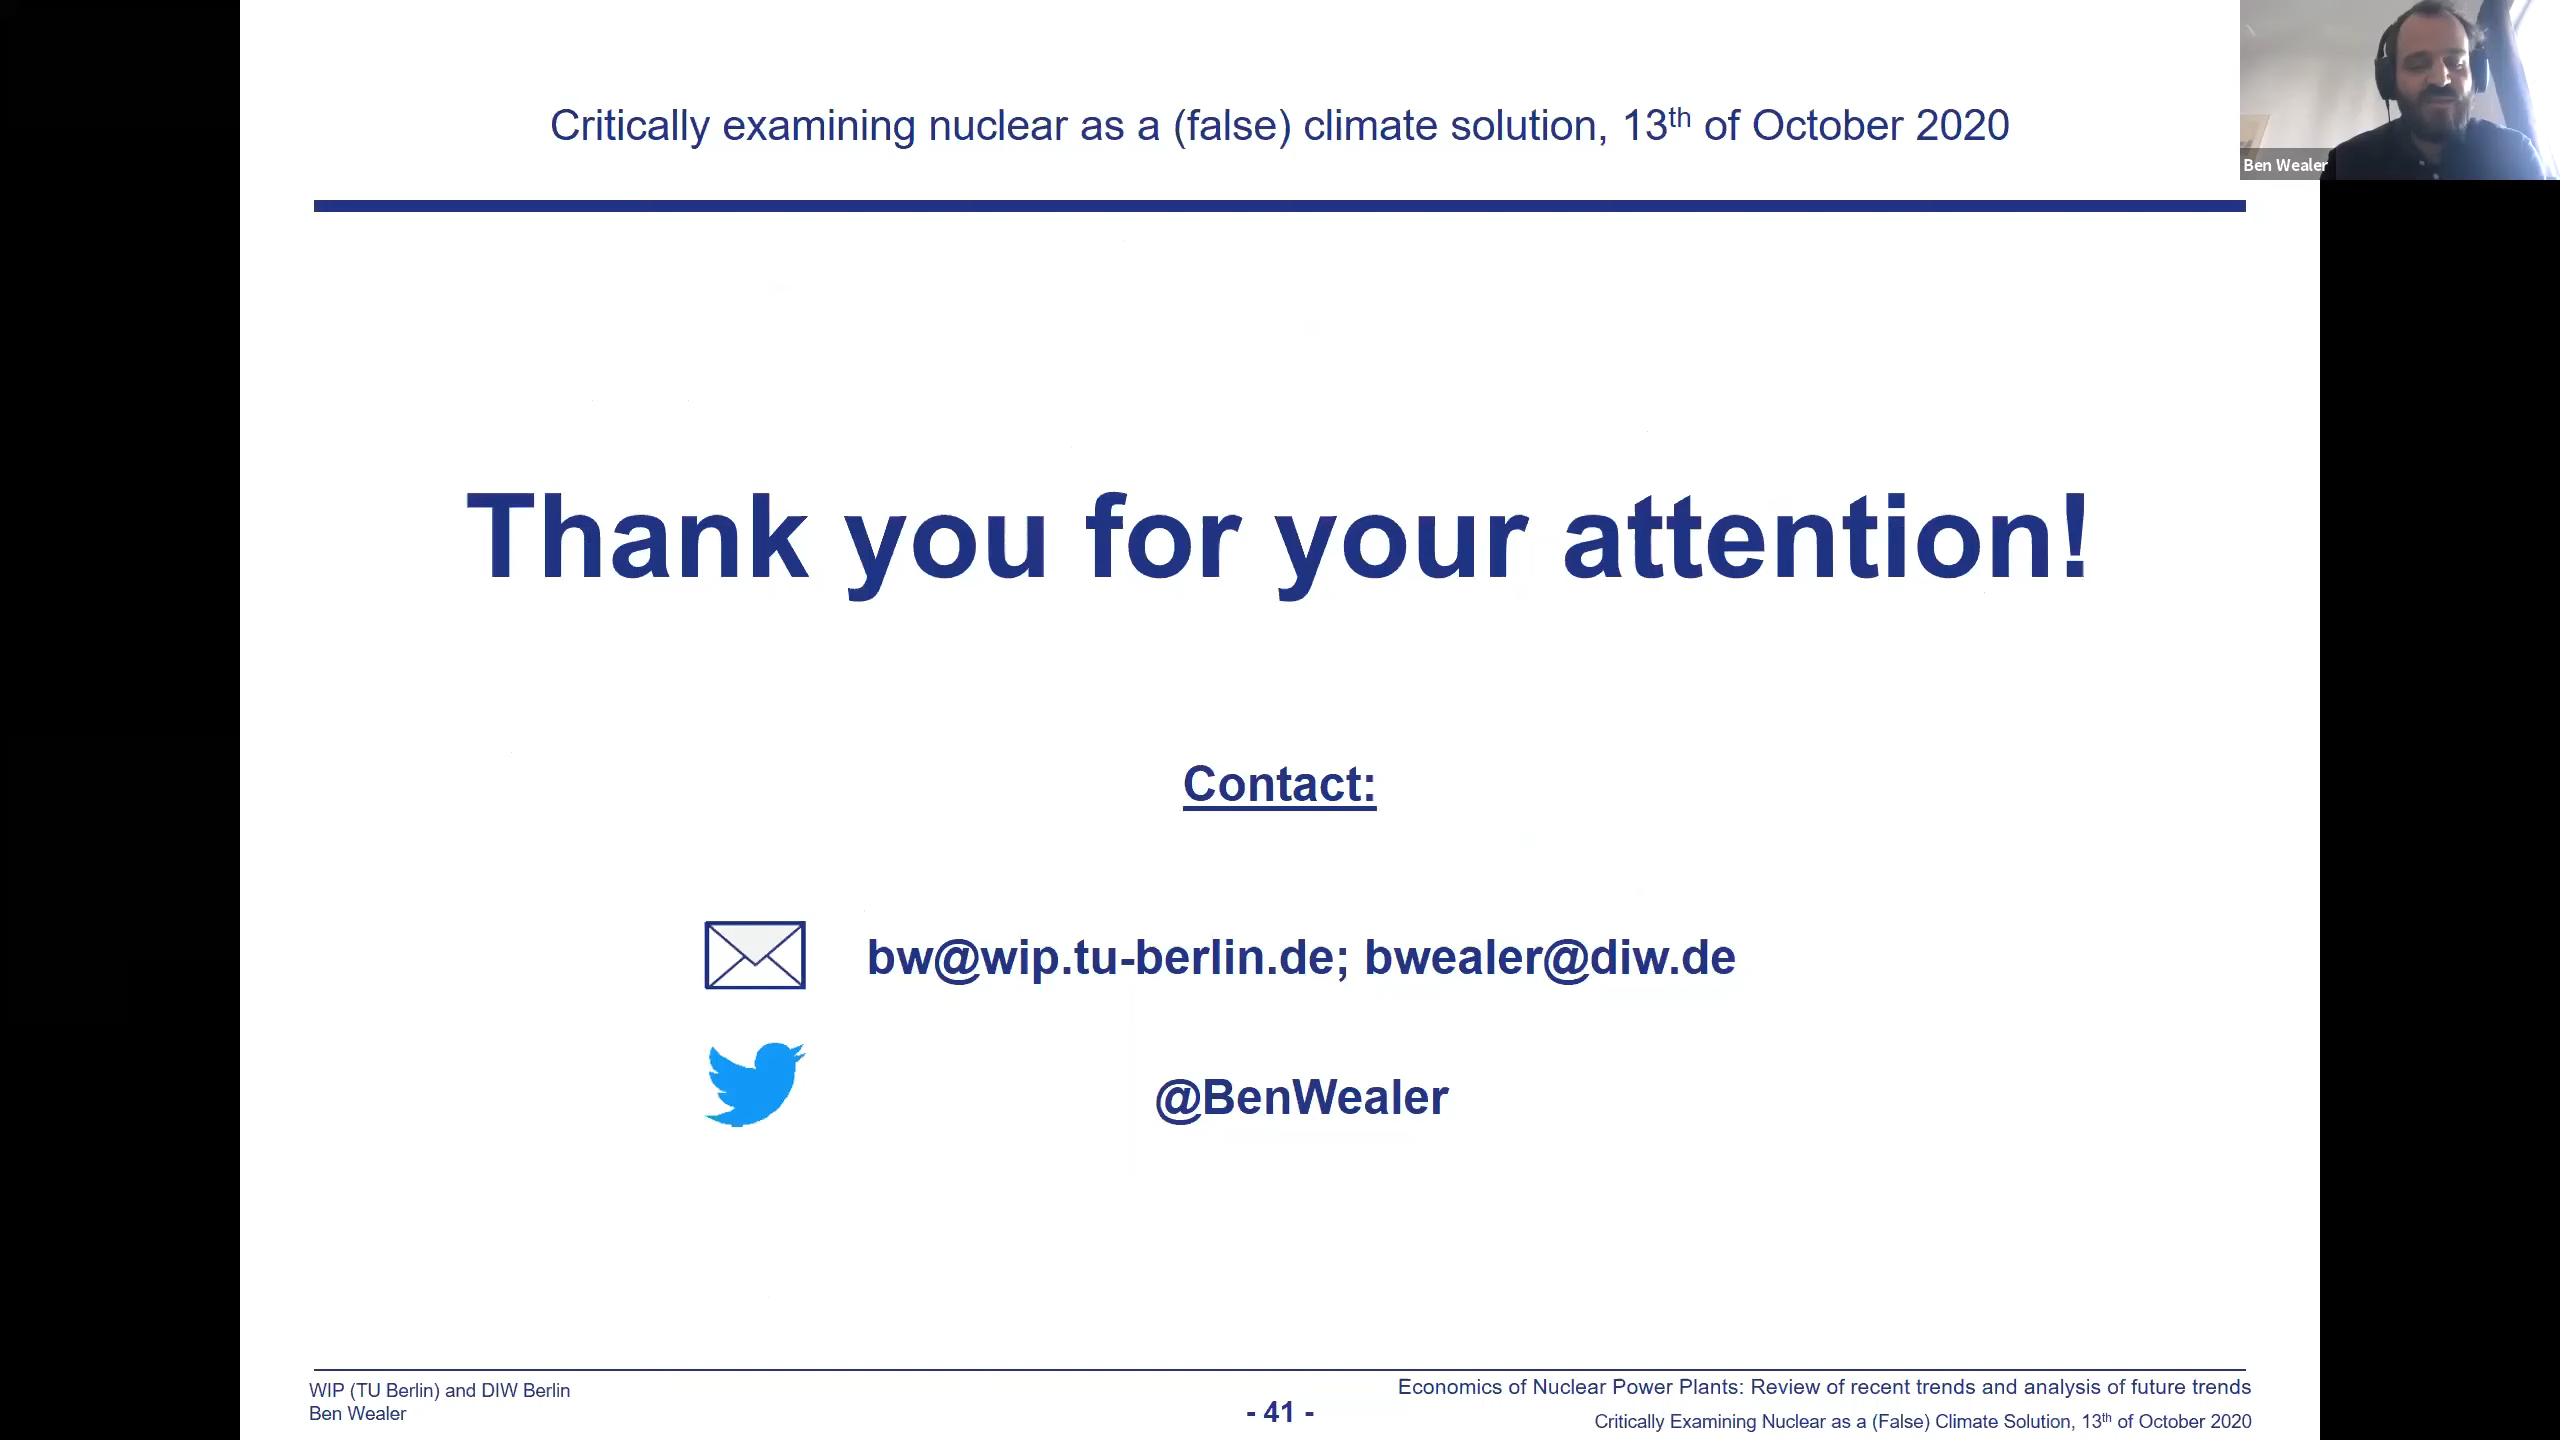 Critically examining nuclear as a (false) climate solution, 13th of October 2020
Ben Wealer
Thank you for your attention!
Contact:
bw@wip.tu-berlin.de; bwealer@diw.de
@BenWealer
WIP (TU Berlin) and DIW Berlin
Ben Wealer
- 41 -
Economics of Nuclear Power Plants: Review of recent trends and analysis of future trends
Critically Examining Nuclear as a (False) Climate Solution, 13th of October 2020